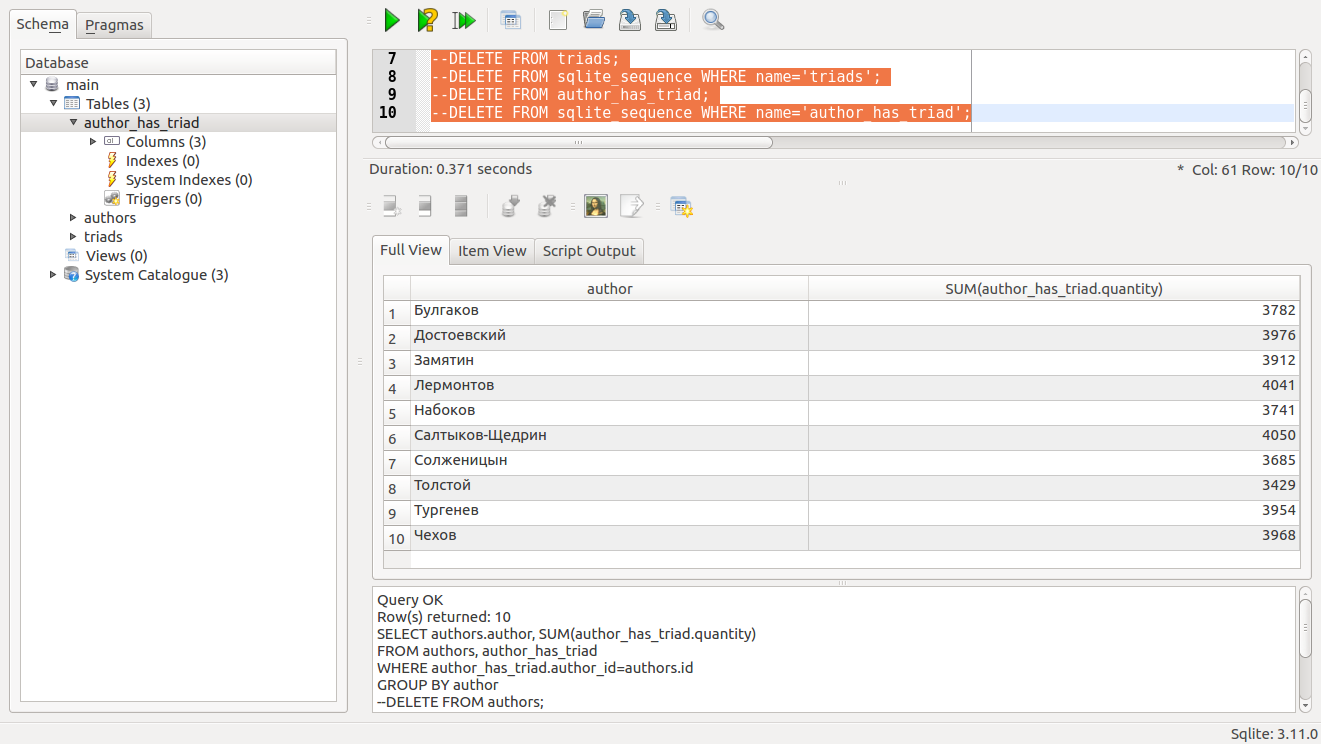 Schema Pragmas
Database
main
Tables (3)
author_has_triad
Columns (3)
Indexes (0)
System Indexes (0)
Triggers (0)
authors
triads
Views (0)
System Catalogue (3)
7 --DELETE FROM triads;
8 --DELETE FROM sqlite_sequence WHERE name='triads';
9 --DELETE FROM author_has_triad;
10 --DELETE FROM sqlite_sequence WHERE name='author_has_triad';
Duration: 0.371 seconds * Col: 61 Row: 10/10
Full View Item View Script Output
author SUM(author_has_triad.quantity)
1 Булгаков 3782
2 Достоевский 3976
3 Замятин 3912
4 Лермонтов 4041
5 Набоков 3741
6 Салтыков-Щедрин 4050
7 Солженицын 3685
8 Толстой 3429
9 Тургенев 3954
10 Чехов 3968
Query OK
Row(s) returned: 10
SELECT authors.author, SUM(author_has_triad.quantity)
FROM authors, author_has_triad
WHERE author_has_triad.author_id=authors.id
GROUP BY author
--DELETE FROM authors;
Sqlite: 3.11.0